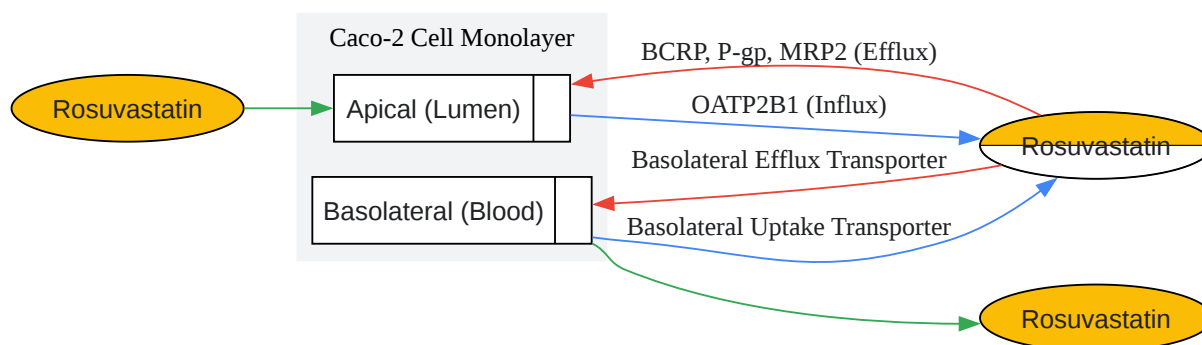 Caco-2 Cell Monolayer
Rosuvastatin
Apical (Lumen)
BCRP, P-gp, MRP2 (Efflux)
OATP2B1 (Influx)
Rosuvastatin
Basolateral Efflux Transporter
Basolateral (Blood)
Basolateral Uptake Transporter
Rosuvastatin